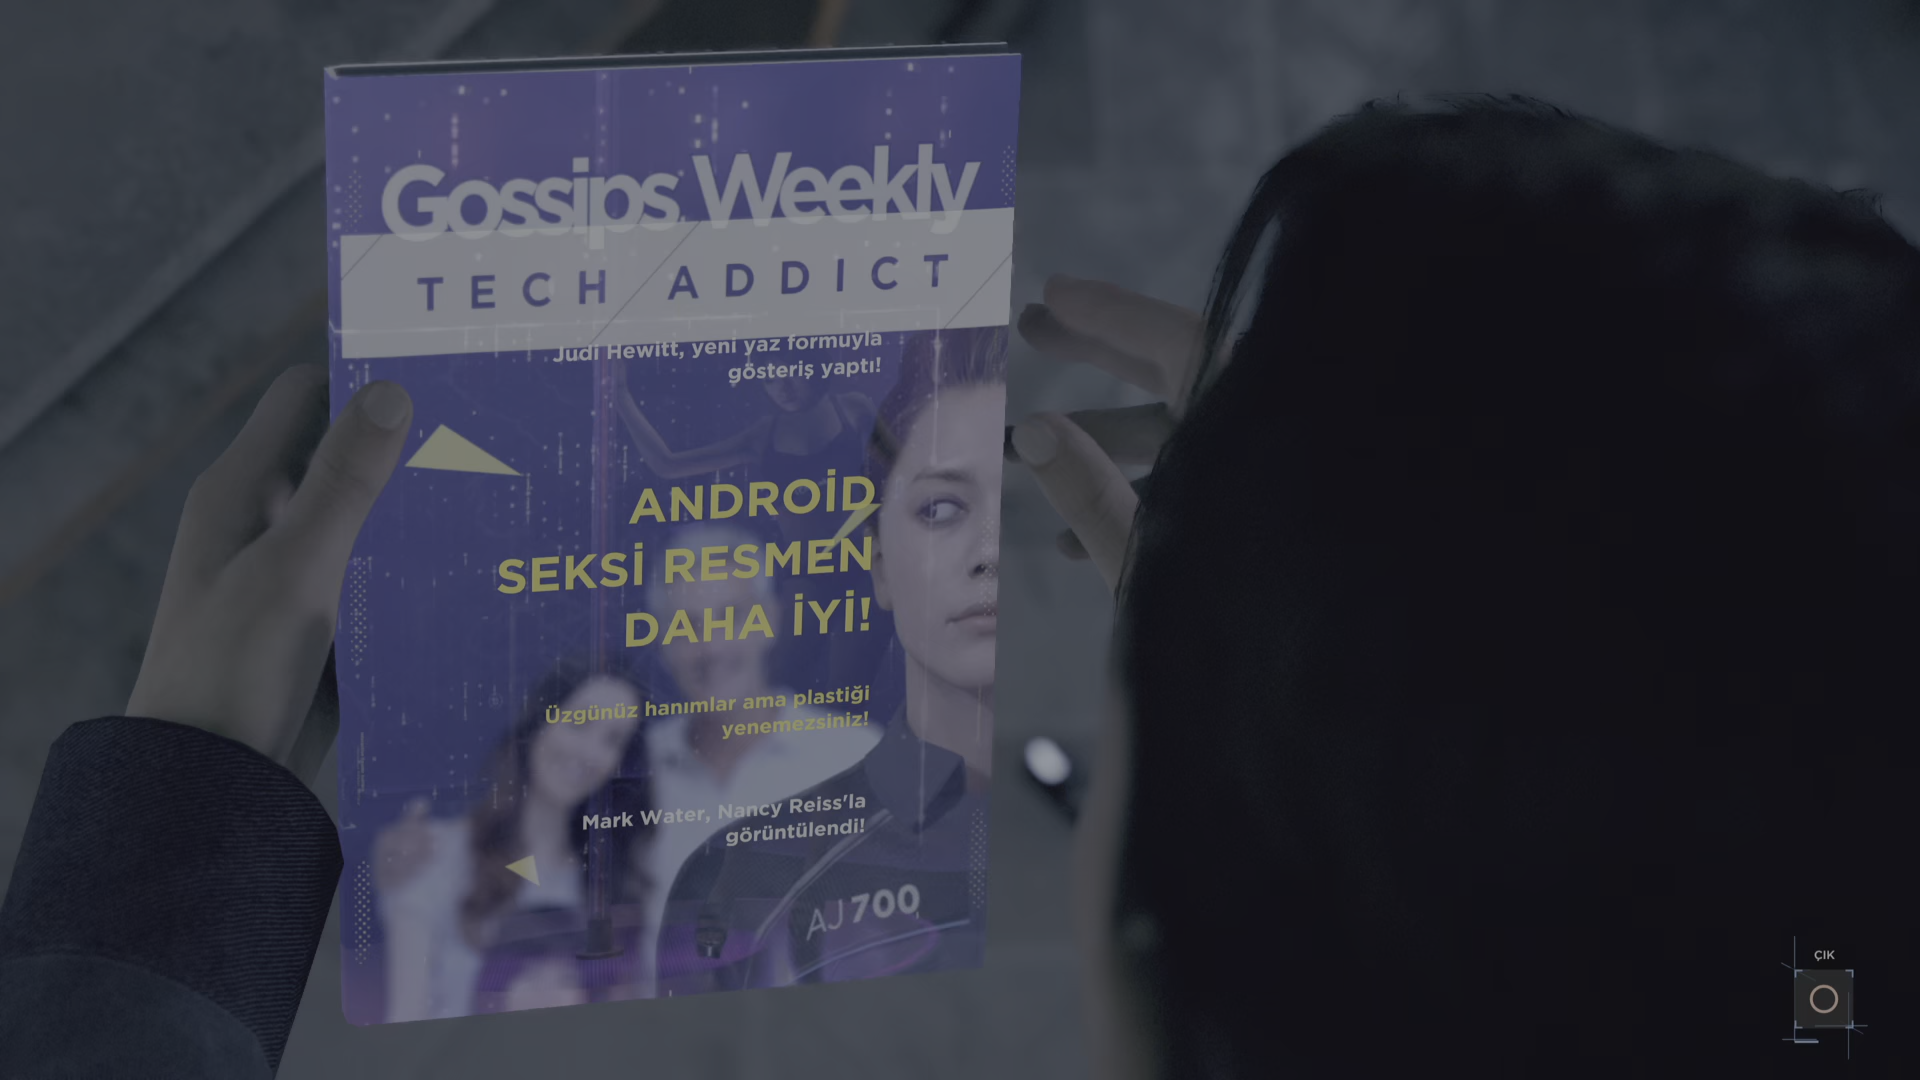 Gossips Weekly
TECH ADDICT
Judi Hewitt, yeni yaz formuyla
gösteriş yaptı!
ANDROİD
SEKSİ RESMEN
DAHA İYİ!
Üzgünüz hanımlar ama plastiği
yenemezsiniz!
Mark Water, Nancy Reiss'la
görüntülendi!
AJ 700
ÇIK